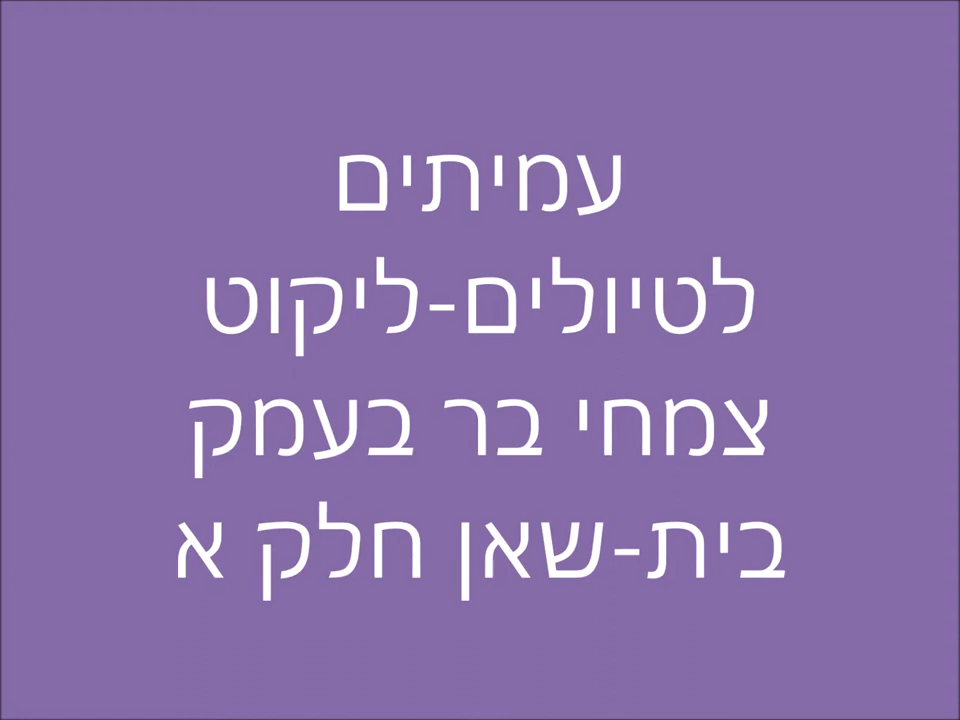 עמיתים
לטיולים-ליקוט
צמחי בר בעמק
בית-שאן חלק א